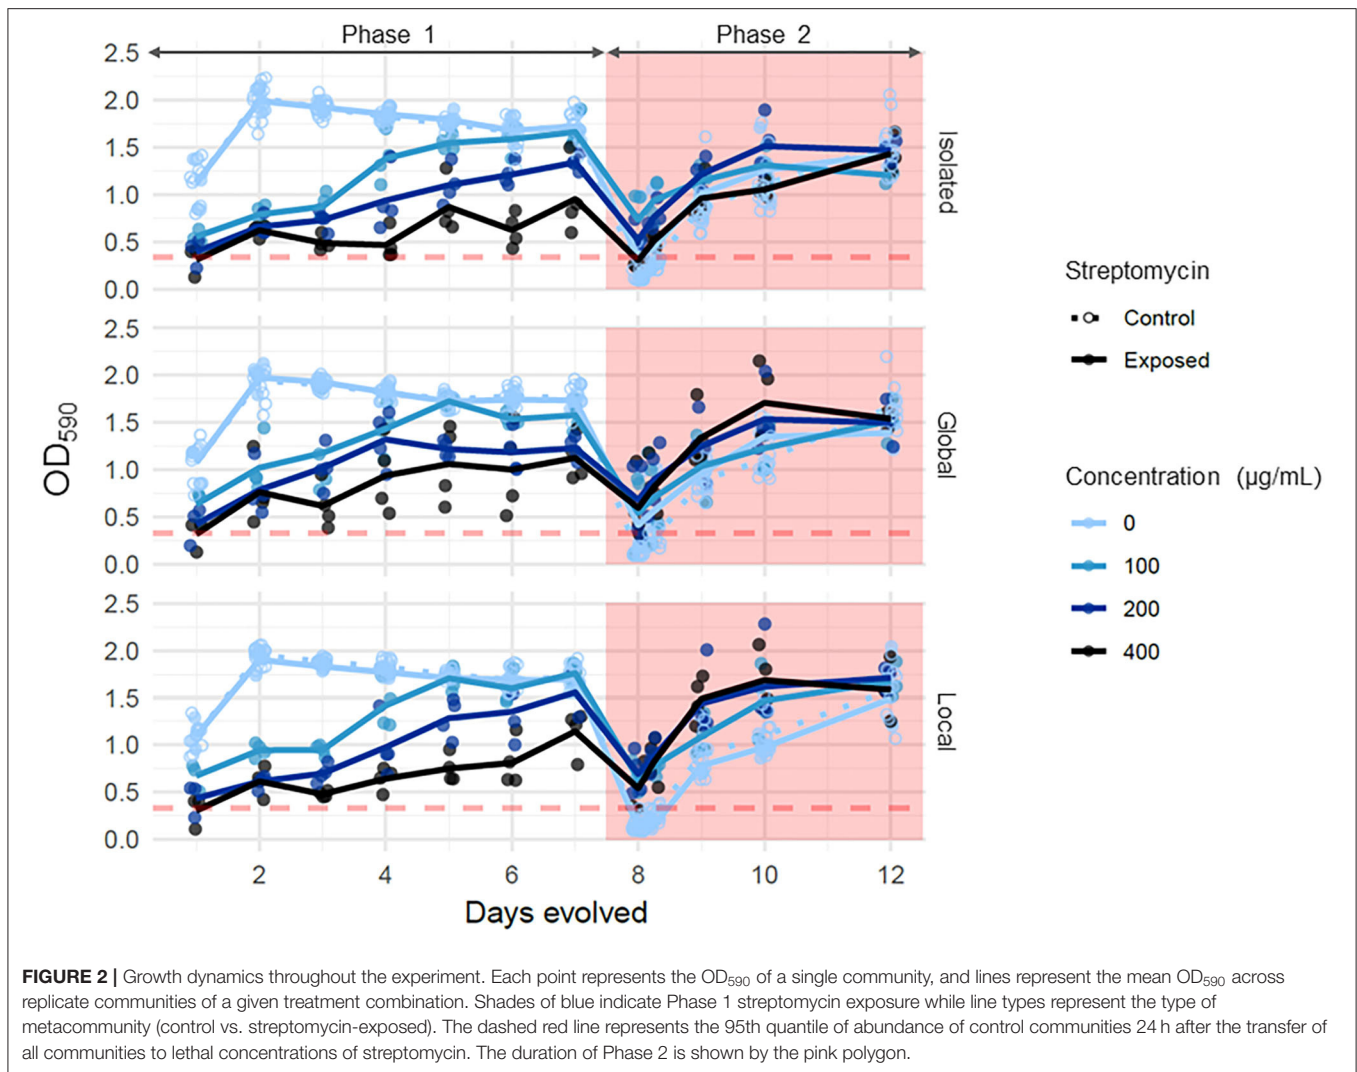 Phase 1
Phase 2
2.5
2.0
1.5
1.0
0.5
0.0
Isolated
2.5
2.0
1.5
1.0
0.5
0.0
Global
2.5
2.0
1.5
1.0
0.5
0.0
Local
OD590
2 4 6 8 10 12
Days evolved
Streptomycin
Control
Exposed
Concentration (µg/mL)
0
100
200
400
FIGURE 2 | Growth dynamics throughout the experiment. Each point represents the OD590 of a single community, and lines represent the mean OD590 across
replicate communities of a given treatment combination. Shades of blue indicate Phase 1 streptomycin exposure while line types represent the type of
metacommunity (control vs. streptomycin-exposed). The dashed red line represents the 95th quantile of abundance of control communities 24 h after the transfer of
all communities to lethal concentrations of streptomycin. The duration of Phase 2 is shown by the pink polygon.